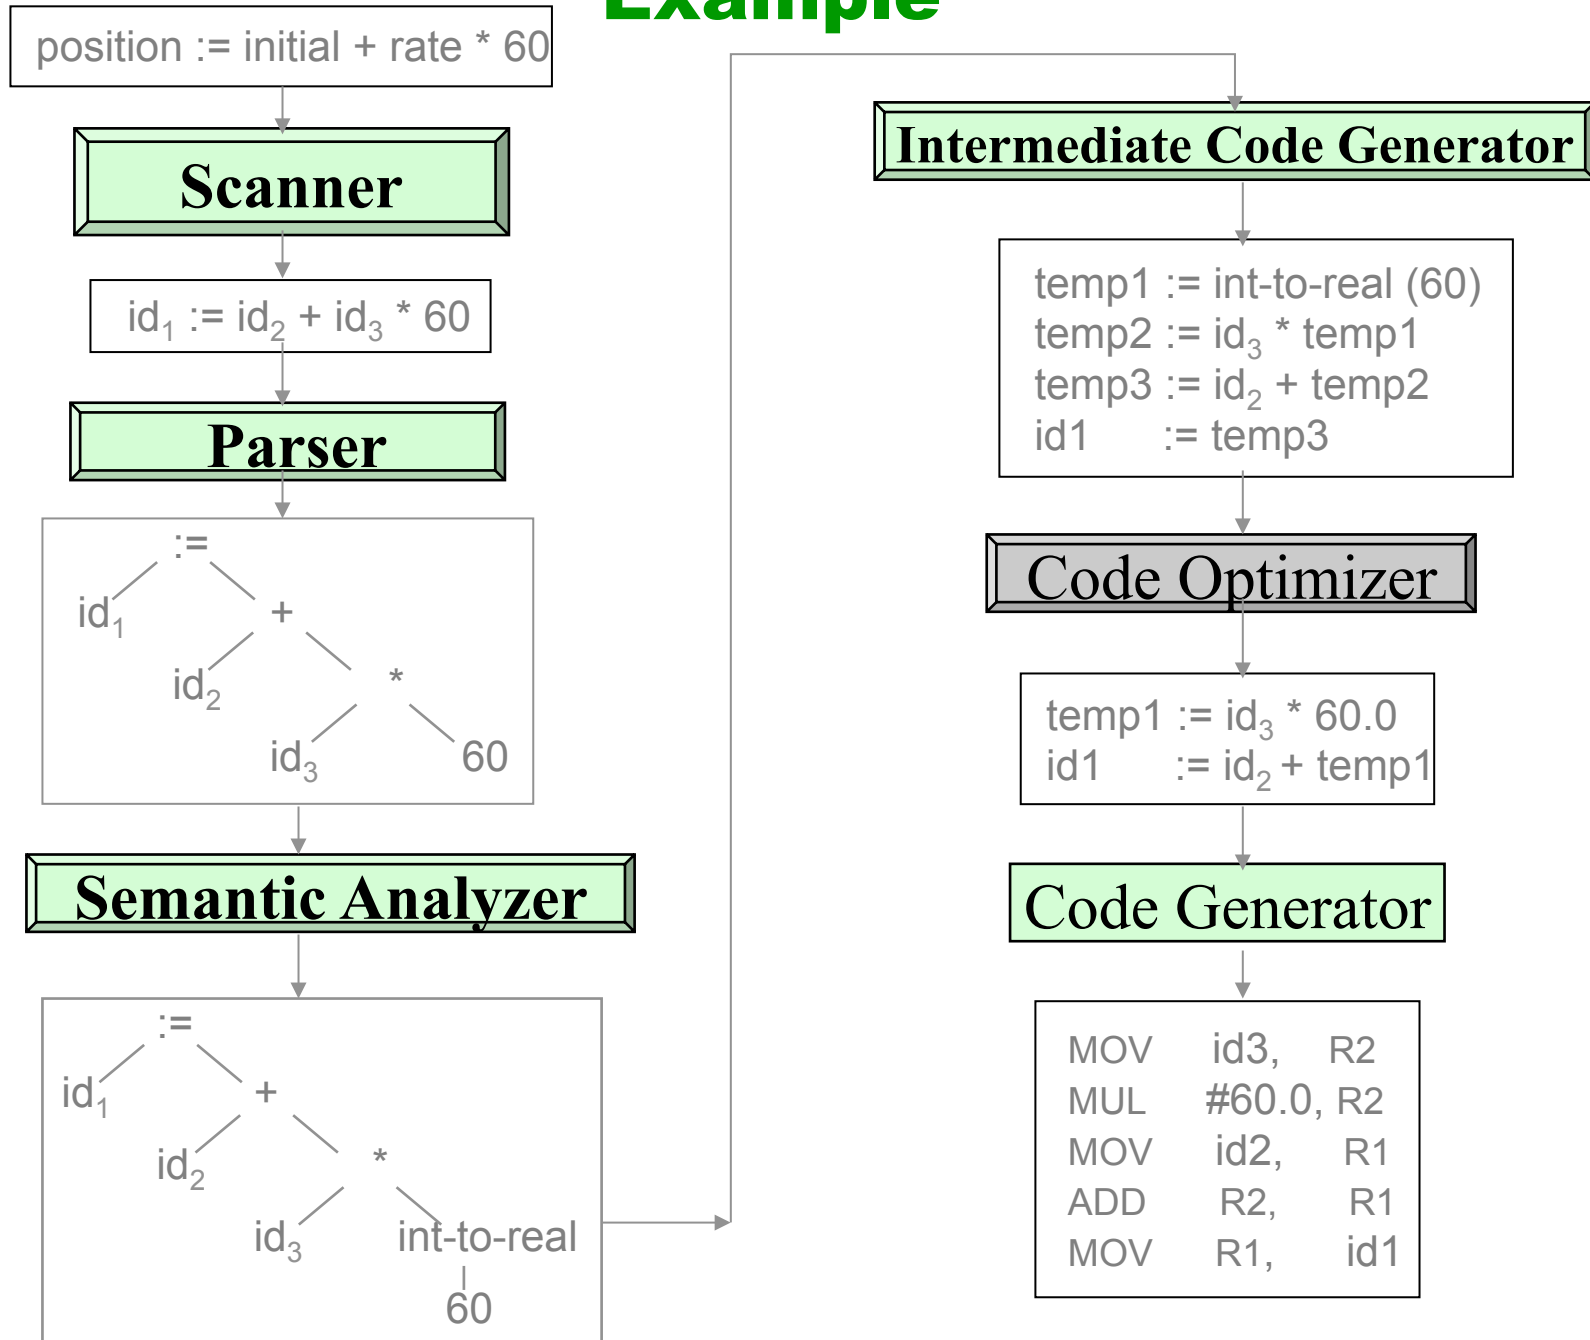 Example
position := initial + rate * 60
Scanner
id₁ := id₂ + id₃ * 60
Parser
:=
id₁ +
id₂ *
id₃ 60
Semantic Analyzer
:=
id₁ +
id₂ *
id₃ int-to-real
60
Intermediate Code Generator
temp1 := int-to-real (60)
temp2 := id₃ * temp1
temp3 := id₂ + temp2
id1 := temp3
Code Optimizer
temp1 := id₃ * 60.0
id1 := id₂ + temp1
Code Generator
MOV id3, R2
MUL #60.0, R2
MOV id2, R1
ADD R2, R1
MOV R1, id1